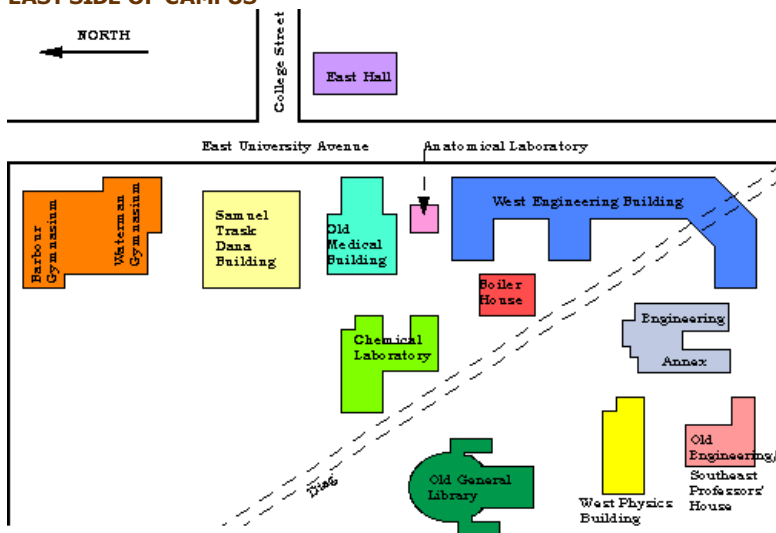 EAST SIDE OF CAMPUS
NORTH
College Street
East Hall
East University Avenue
Anatomical Laboratory
Barbour
Gymnasium
Waterman
Gymnasium
Samuel
Trask
Dana
Building
Old
Medical
Building
West Engineering Building
Boiler
House
Chemical
Laboratory
Engineering
Annex
Diag
Old General
Library
West Physics
Building
Old
Engineering/
Southeast
Professors'
House